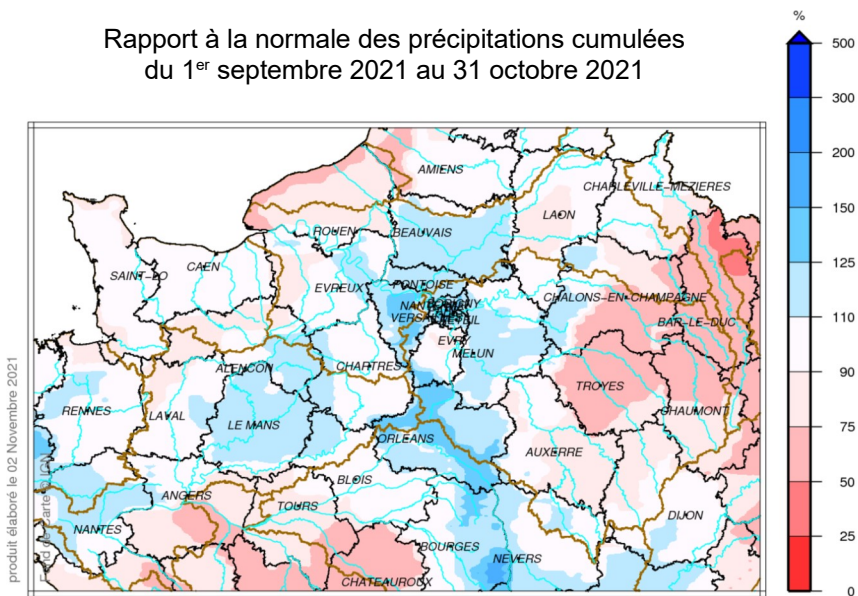 Rapport à la normale des précipitations cumulées
du 1er septembre 2021 au 31 octobre 2021
%
500
300
200
150
125
110
90
75
50
25
0
AMIENS
CHARLEVILLE-MEZIERES
LAON
ROUEN
BEAUVAIS
CAEN
SAINT-LO
EVREUX
PONTOISE
CHALONS-EN-CHAMPAGNE
BAR-LE-DUC
EVRY
MELUN
ALENCON
CHARTRES
TROYES
CHAUMONT
RENNES
LAVAL
LE MANS
ORLEANS
AUXERRE
BLOIS
ANGERS
TOURS
NANTES
DIJON
BOURGES
NEVERS
CHATEAUROUX
produit élaboré le 02 Novembre 2021